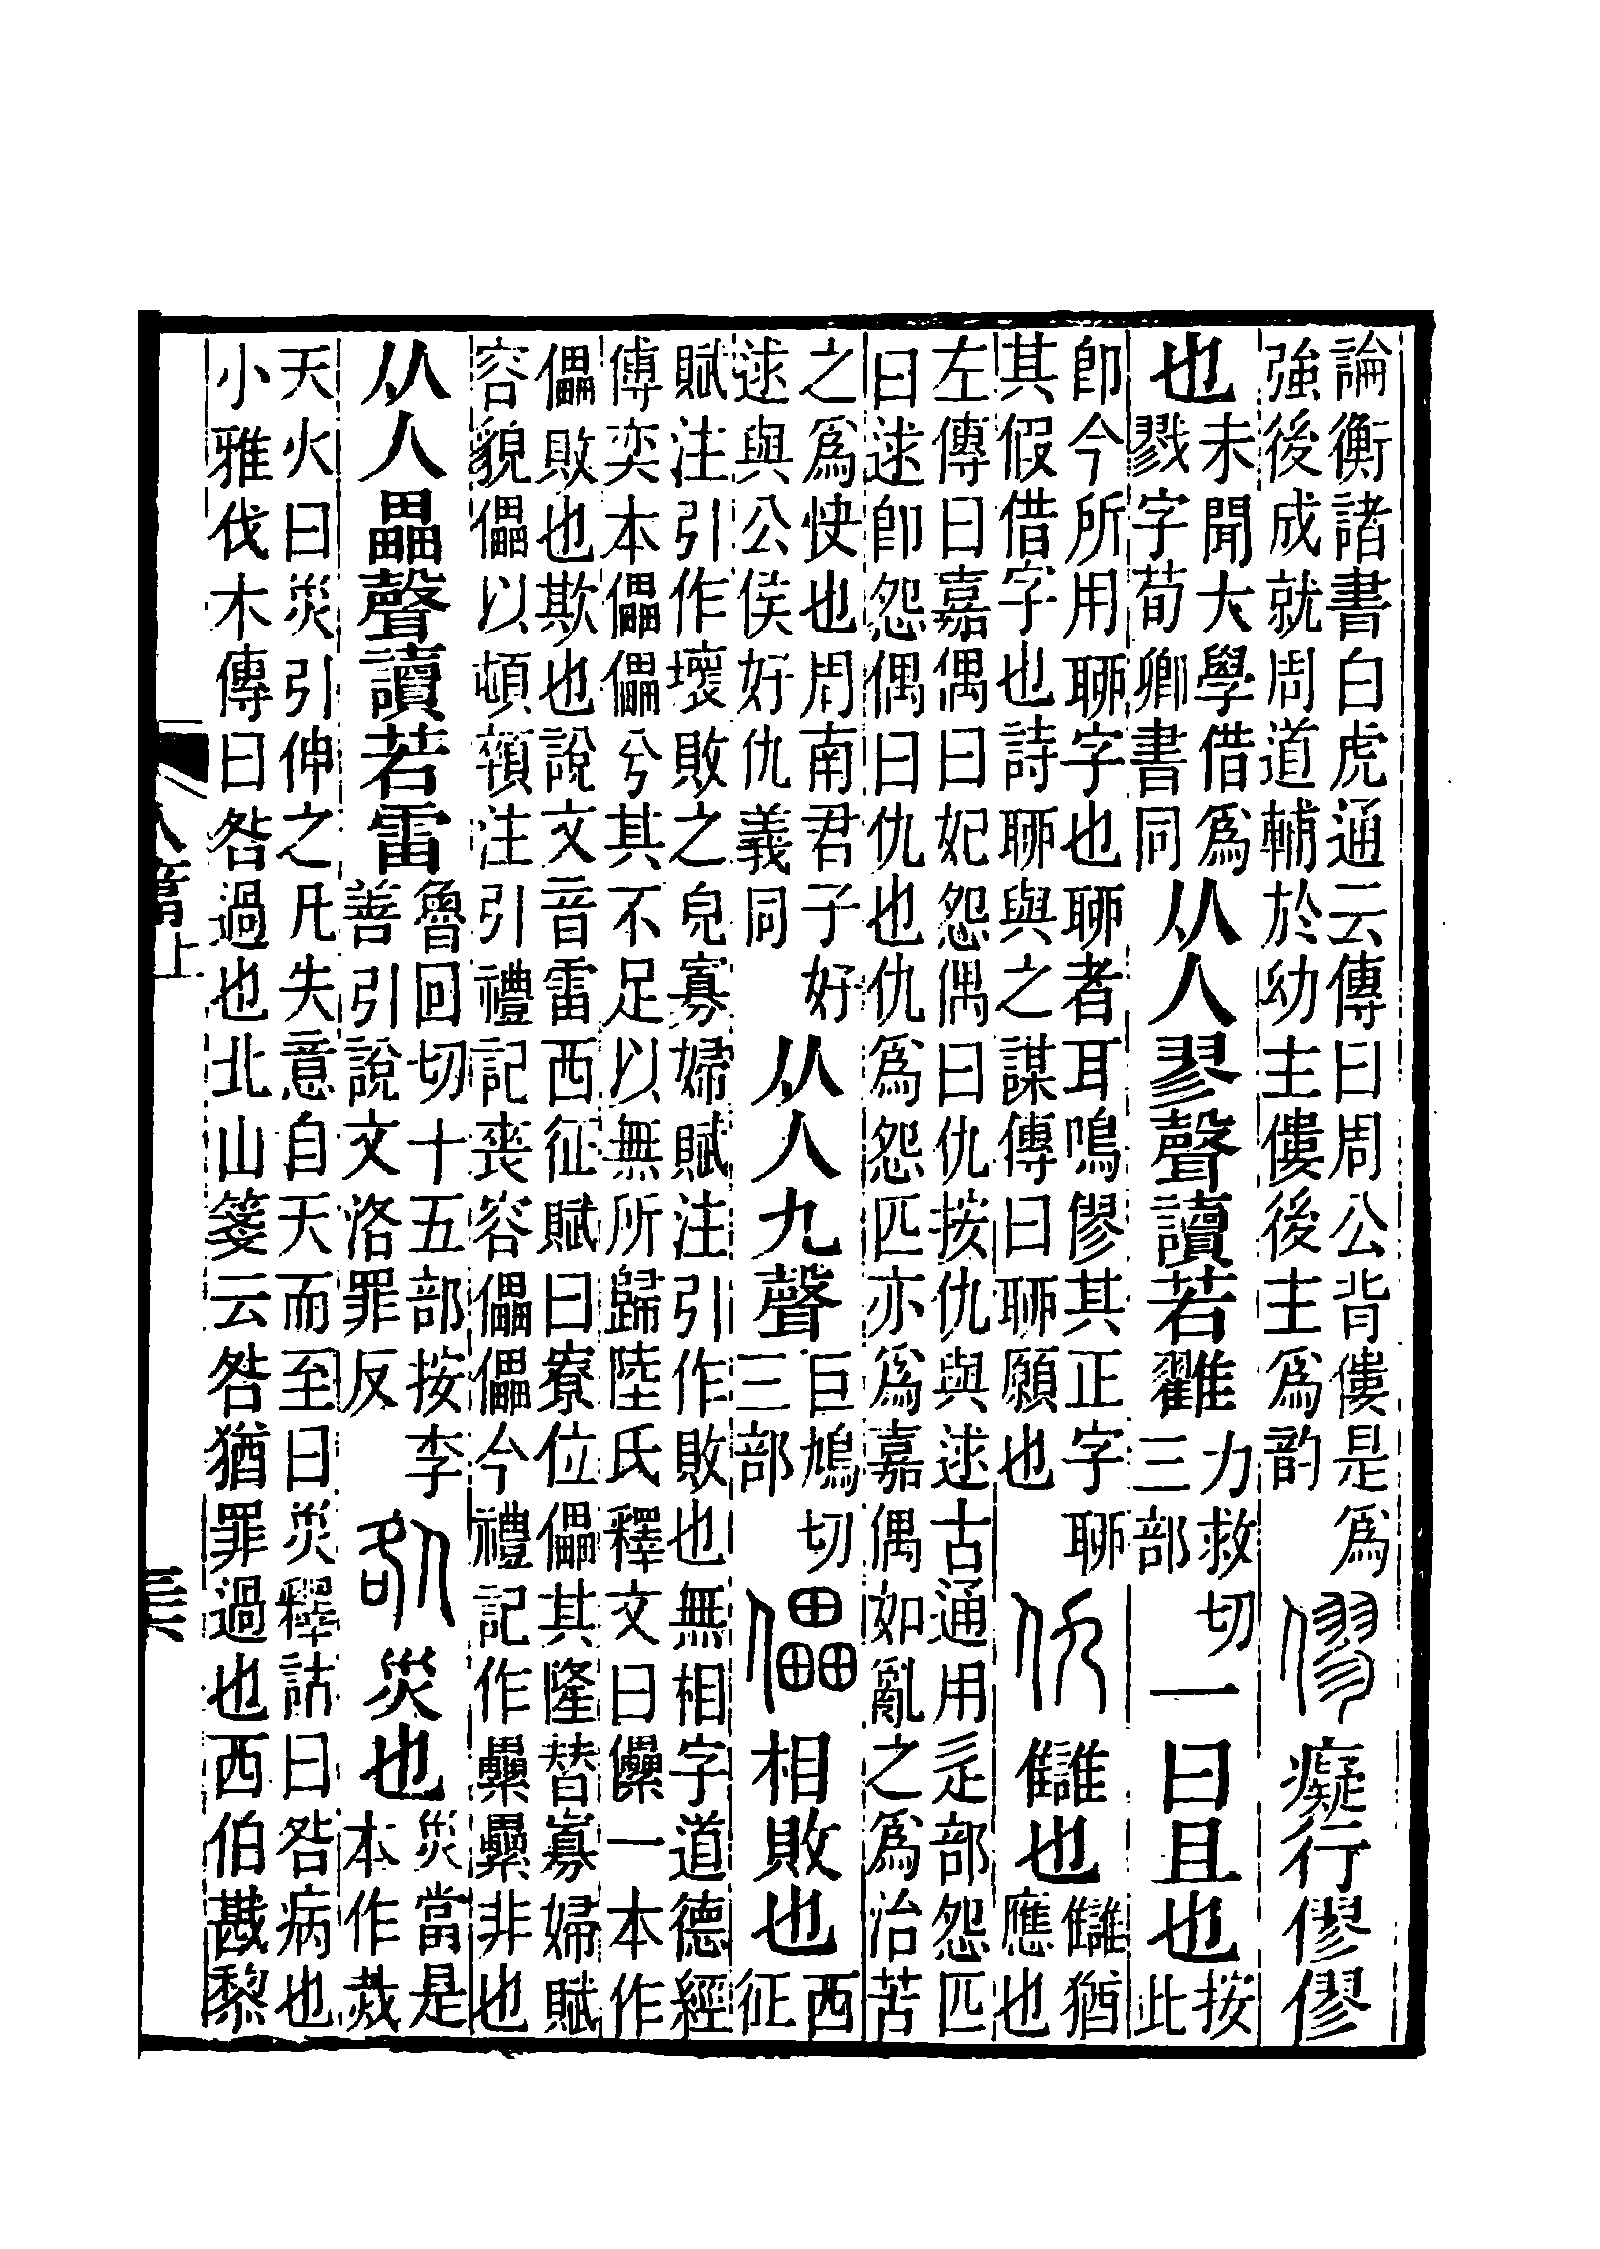 論衡諸書白虎通云傳曰周公背僂是爲
強後成就周道輔於幼主僂後主爲韵
僇癡行僇僇
也
未聞大學借爲
戮字荀卿書同
从人翏聲讀若雡
力救切
三部
一曰且也
按
此
卽今所用聊字也聊者耳鳴僇其正字聊
其假借字也詩聊與之謀傳曰聊願也
仇讎也
讎猶
應也
左傳曰嘉偶曰妃怨偶曰仇按仇與逑古通用辵部怨匹
曰逑卽怨偶曰仇也仇爲怨匹亦爲嘉偶如亂之爲治苦
之爲快也周南君子好
逑與公侯好仇義同
从人九聲
巨鳩切
三部
儡相敗也
西
征
賦注引作壞敗之皃寡婦賦注引作敗也無相字道德經
傅奕本儡儡兮其不足以無所歸陸氏釋文曰儽一本作
儡敗也欺也說文音雷西征賦曰寮位儡其隆替寡婦賦
容貌儡以頓顇注引禮記喪容儡儡今禮記作纍纍非也
从人畾聲讀若雷
魯回切十五部按李
善引說文洛罪反
咎災也
災當是
本作烖
天火曰災引伸之凡失意自天而至曰災釋詁曰咎病也
小雅伐木傳曰咎過也北山箋云咎猶罪過也西伯戡黎
八篇上